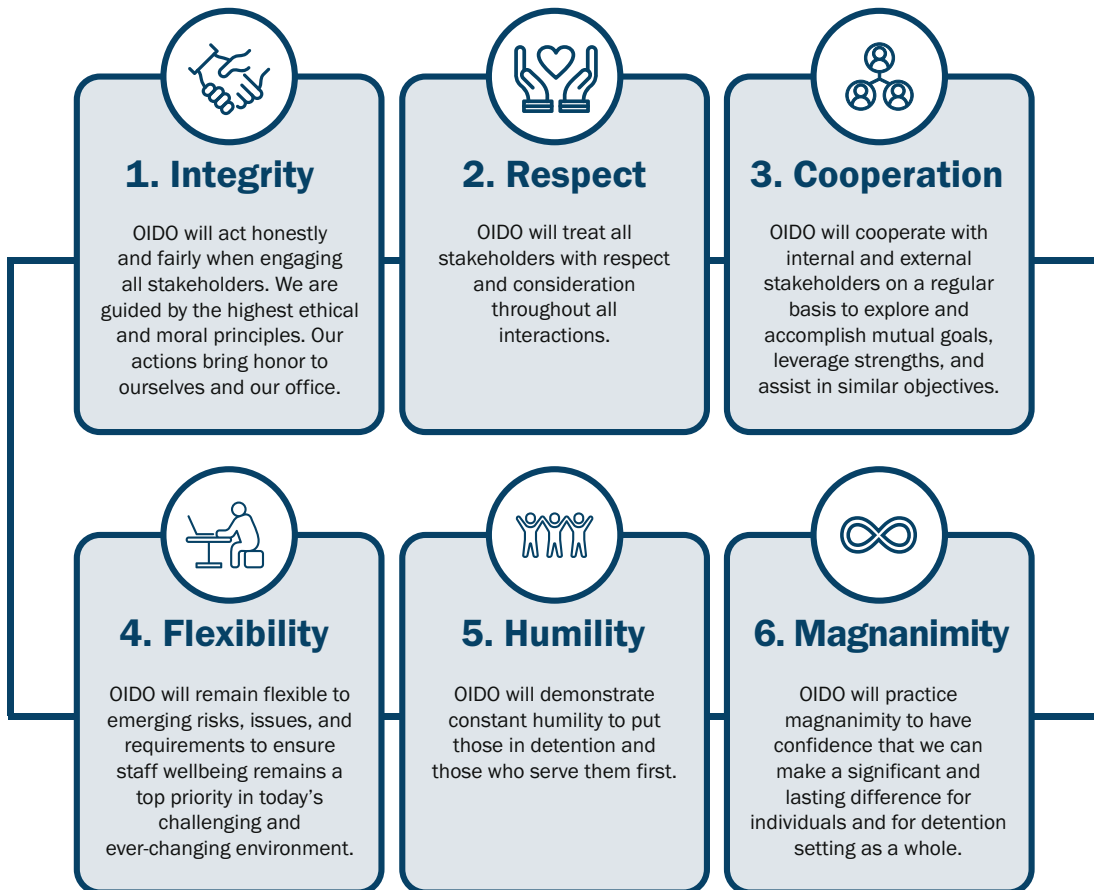 1. Integrity
OIDO will act honestly
and fairly when engaging
all stakeholders. We are
guided by the highest ethical
and moral principles. Our
actions bring honor to
ourselves and our office.
2. Respect
OIDO will treat all
stakeholders with respect
and consideration
throughout all
interactions.
3. Cooperation
OIDO will cooperate with
internal and external
stakeholders on a regular
basis to explore and
accomplish mutual goals,
leverage strengths, and
assist in similar objectives.
4. Flexibility
OIDO will remain flexible to
emerging risks, issues, and
requirements to ensure
staff wellbeing remains a
top priority in today’s
challenging and
ever-changing environment.
5. Humility
OIDO will demonstrate
constant humility to put
those in detention and
those who serve them first.
6. Magnanimity
OIDO will practice
magnanimity to have
confidence that we can
make a significant and
lasting difference for
individuals and for detention
setting as a whole.